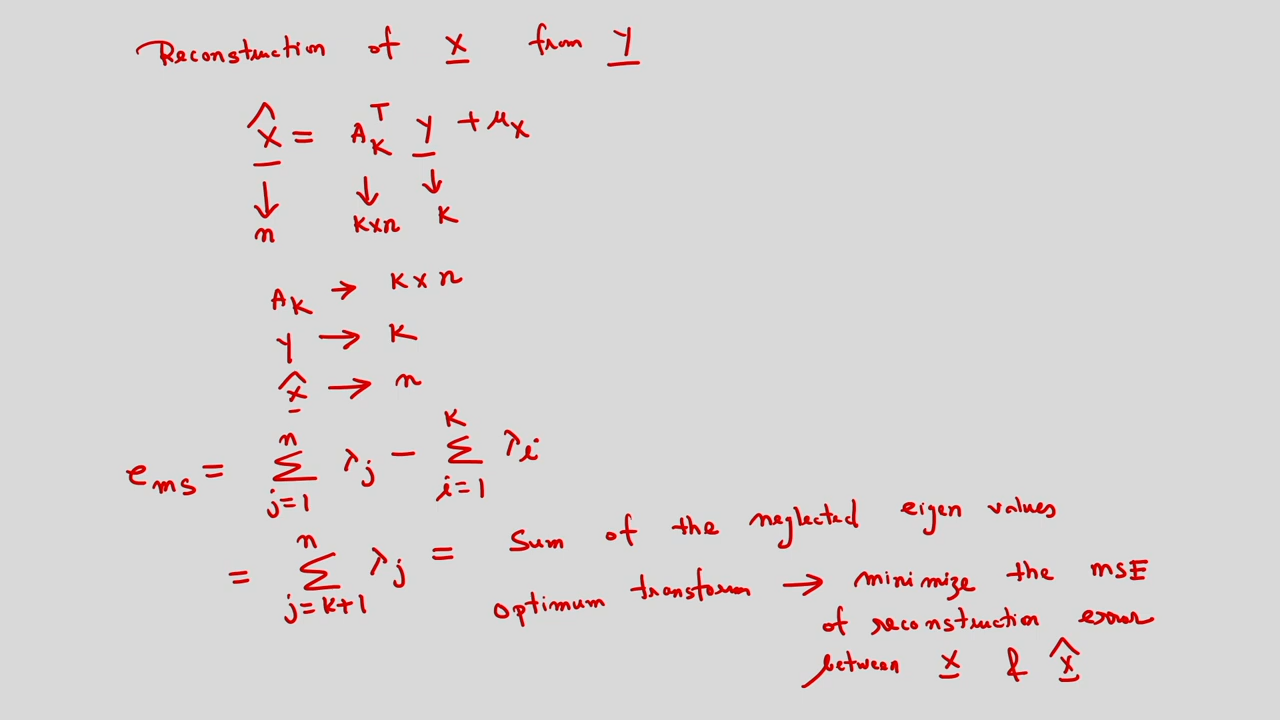 Reconstruction of X from Y
X̂ = A_K^T Y + μ_X
↓ ↓ ↓
n K×n K
A_K → K×n
Y → K
X̂ → n
e_ms = Σ_{j=1}^{n} λ_j − Σ_{i=1}^{K} λ_i
= Σ_{j=K+1}^{n} λ_j = Sum of the neglected eigen values
optimum transform → minimize the MSE
of reconstruction error
between X & X̂